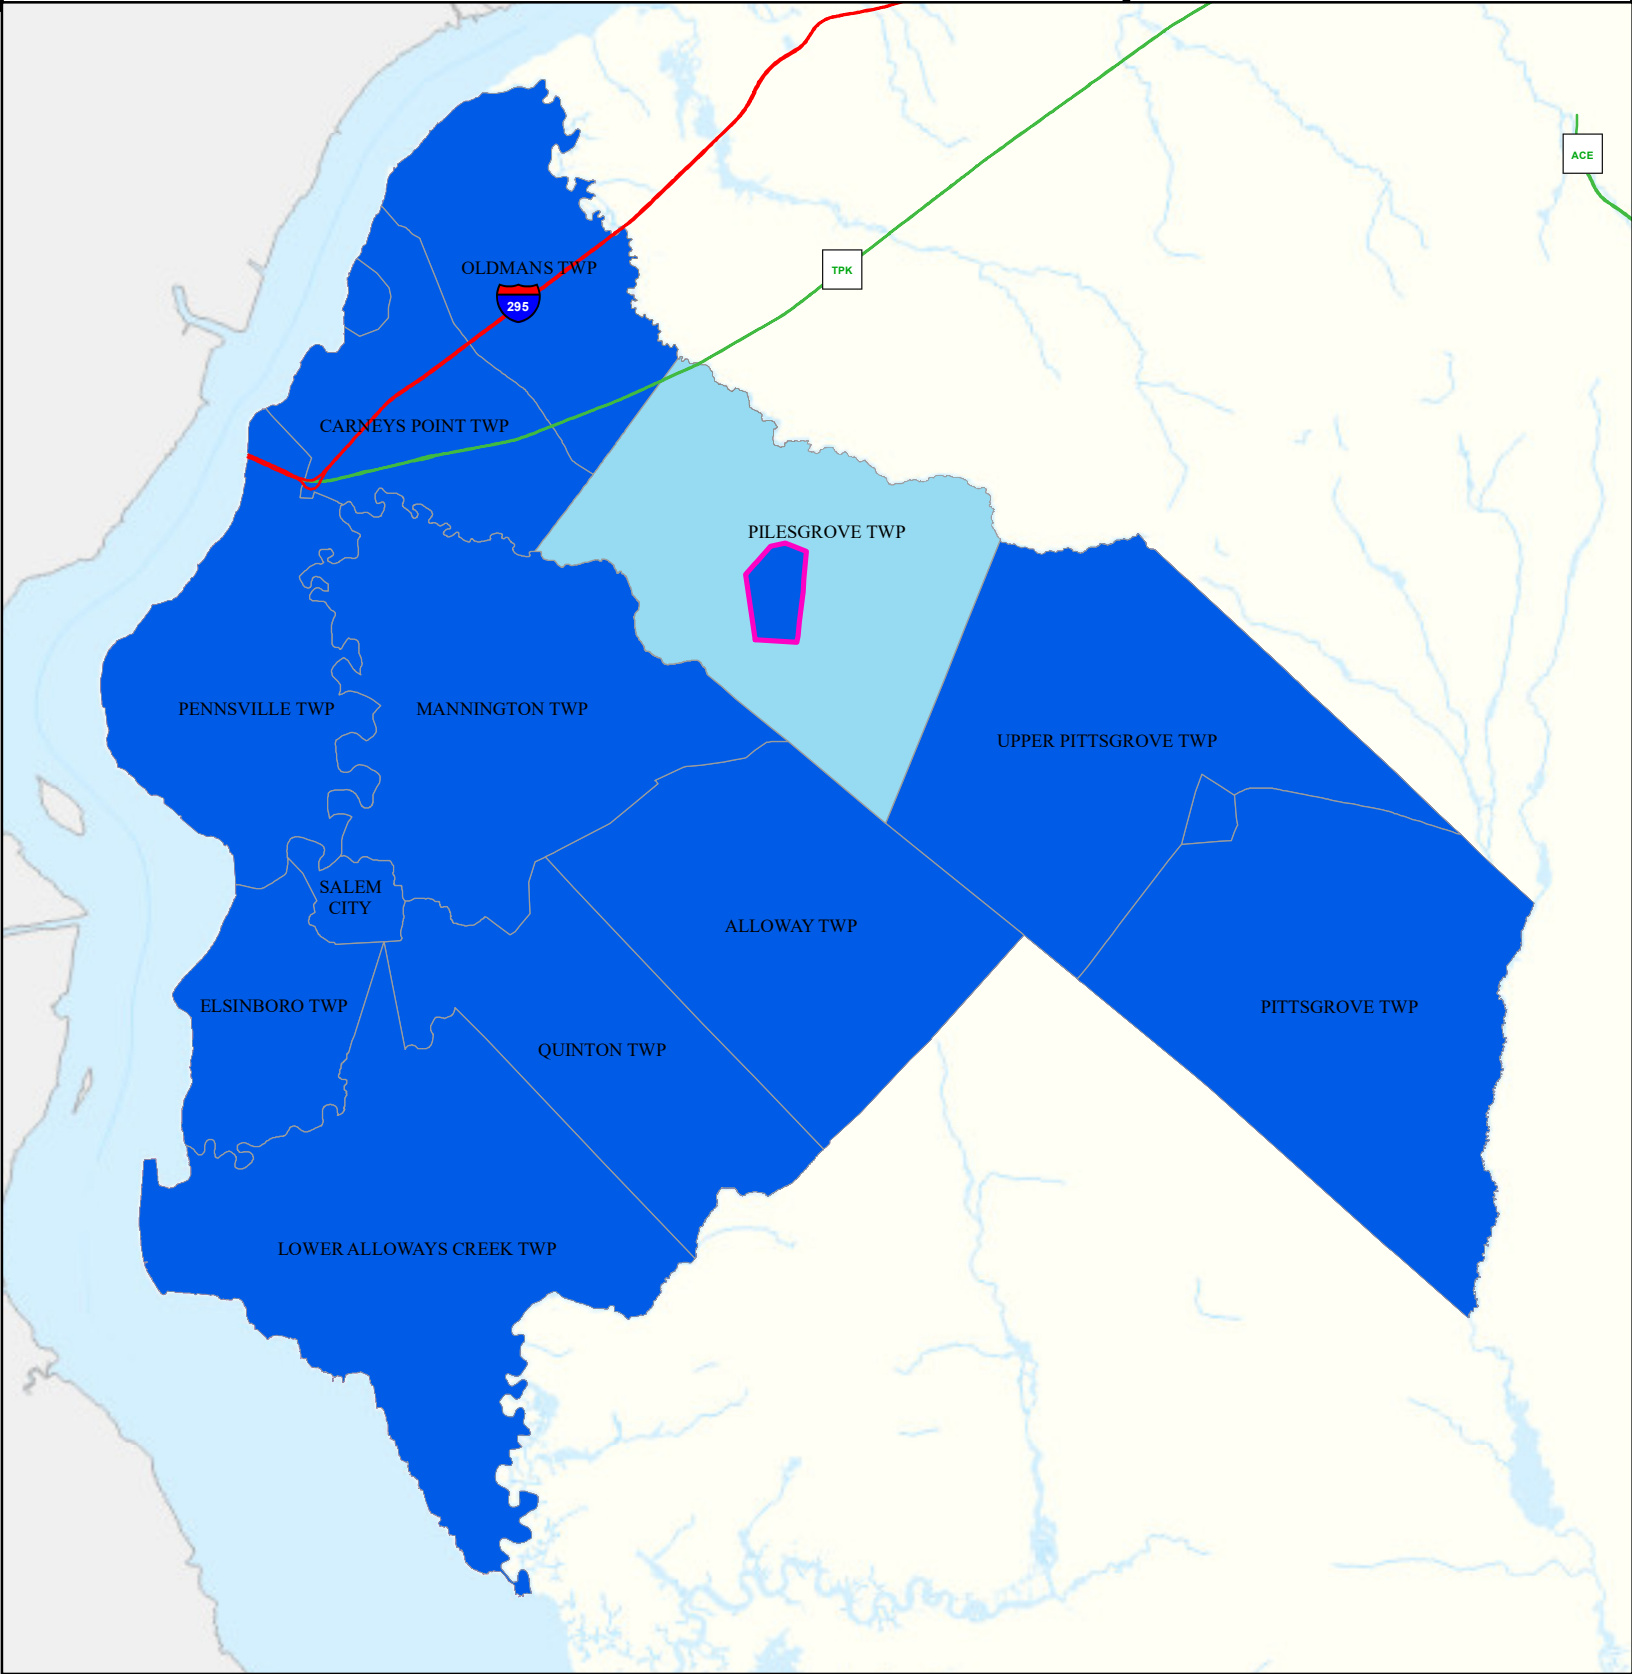 ACE
TPK
OLDMANS TWP
295
CARNEYS POINT TWP
PILESGROVE TWP
PENNSVILLE TWP
MANNINGTON TWP
UPPER PITTSGROVE TWP
SALEM
CITY
ALLOWAY TWP
ELSINBORO TWP
PITTSGROVE TWP
QUINTON TWP
LOWER ALLOWAYS CREEK TWP